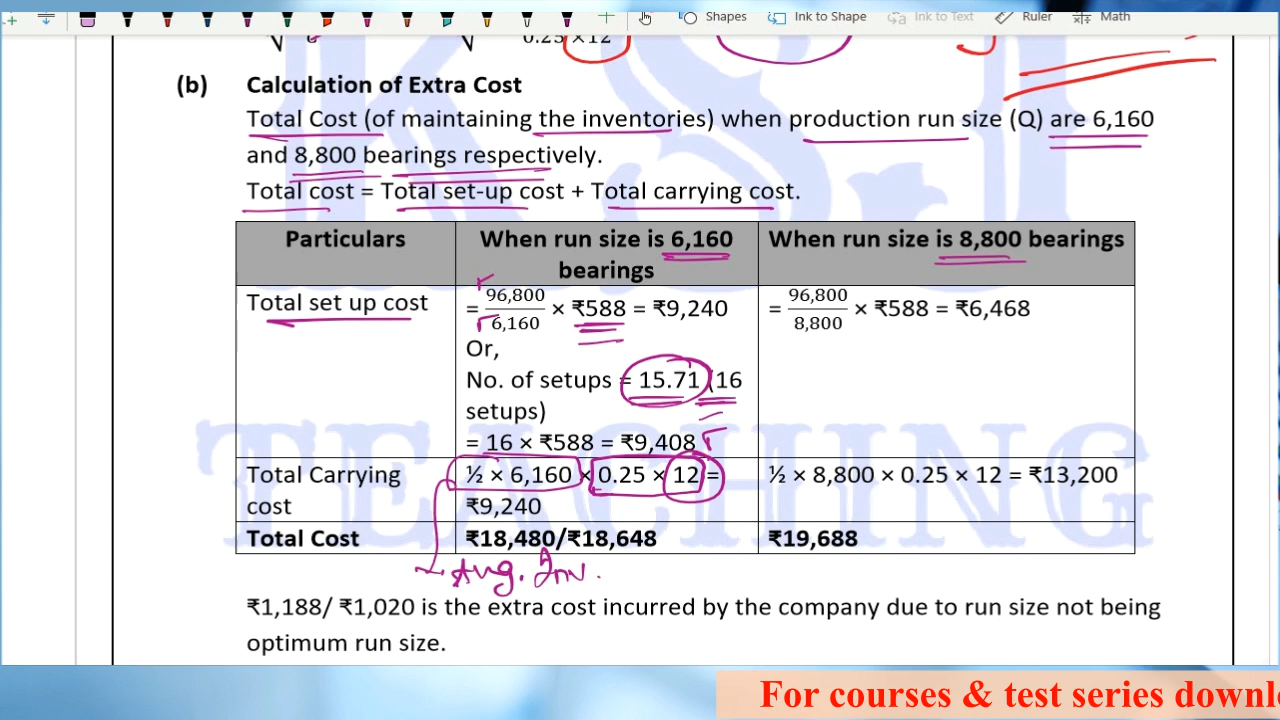 Shapes Ink to Shape Ink to Text Ruler Math
0.25 × 12
(b) Calculation of Extra Cost
Total Cost (of maintaining the inventories) when production run size (Q) are 6,160
and 8,800 bearings respectively.
Total cost = Total set-up cost + Total carrying cost.
Particulars
When run size is 6,160
bearings
When run size is 8,800 bearings
Total set up cost
= 96,800/6,160 × ₹588 = ₹9,240
Or,
No. of setups = 15.71 (16
setups)
= 16 × ₹588 = ₹9,408
= 96,800/8,800 × ₹588 = ₹6,468
Total Carrying
cost
½ × 6,160 × 0.25 × 12 =
₹9,240
½ × 8,800 × 0.25 × 12 = ₹13,200
Total Cost
₹18,480/₹18,648
₹19,688
Avg. Inv.
₹1,188/ ₹1,020 is the extra cost incurred by the company due to run size not being
optimum run size.
TEACHING
For courses & test series downl